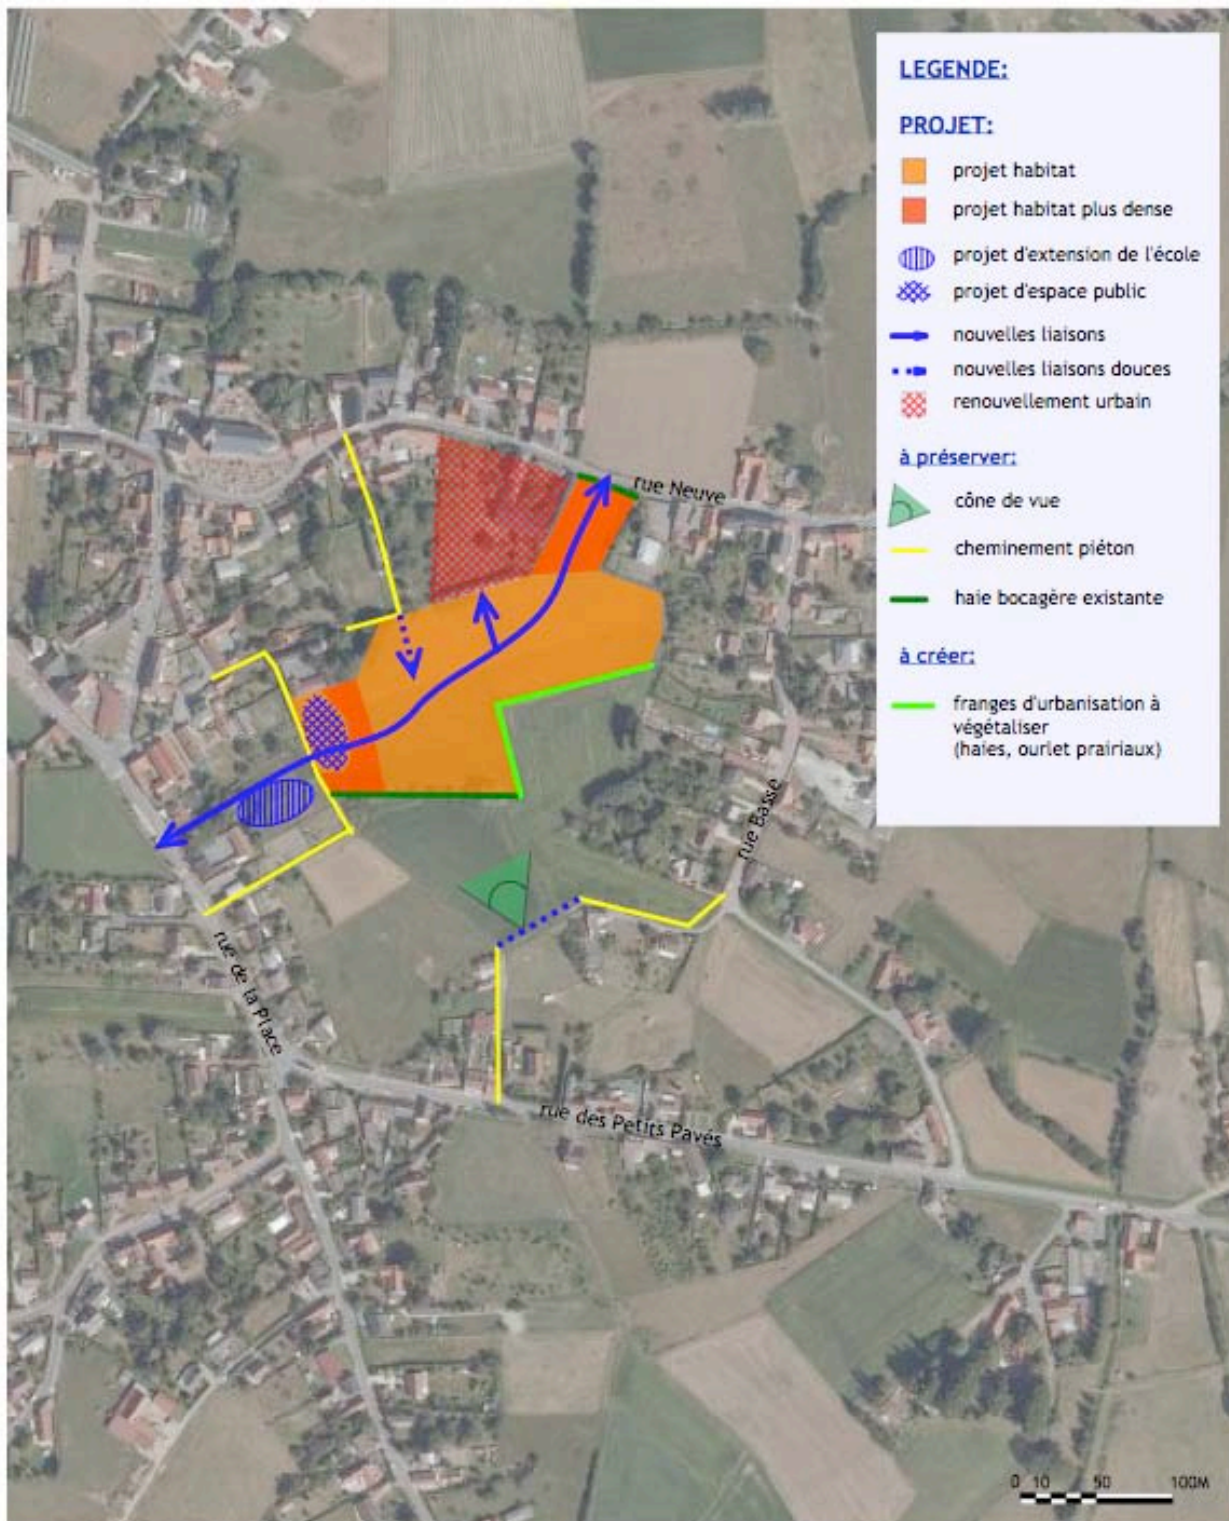 LEGENDE:
PROJET:
projet habitat
projet habitat plus dense
projet d'extension de l'école
projet d'espace public
nouvelles liaisons
nouvelles liaisons douces
renouvellement urbain
à préserver:
cône de vue
cheminement piéton
haie bocagère existante
à créer:
franges d'urbanisation à
végétaliser
(haies, ourlet prairiaux)
rue Neuve
rue Basse
rue de la Place
rue des Petits Pavés
0 10 50 100M